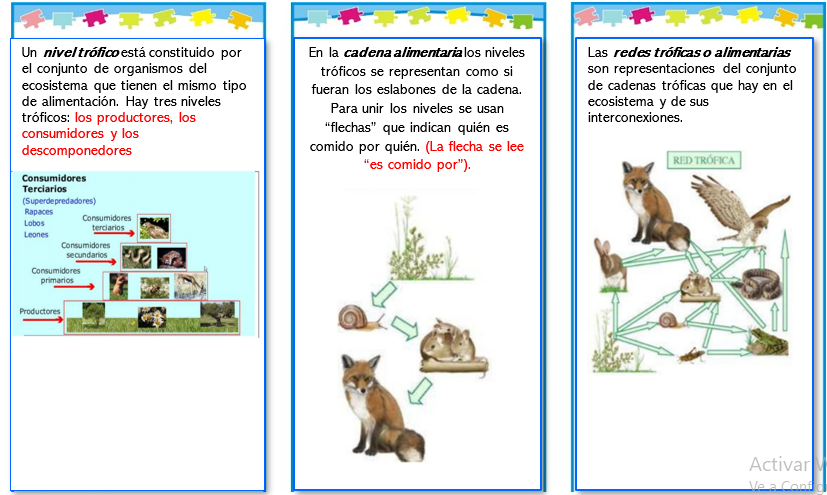 Un nivel trófico está constituido por
el conjunto de organismos del
ecosistema que tienen el mismo tipo
de alimentación. Hay tres niveles
tróficos: los productores, los
consumidores y los
descomponedores
Consumidores
Terciarios
(Superdepredadores)
Rapaces
Lobos
Leones
Consumidores
terciarios
Consumidores
secundarios
Consumidores
primarios
Productores
En la cadena alimentaria los niveles
tróficos se representan como si
fueran los eslabones de la cadena.
Para unir los niveles se usan
“flechas” que indican quién es
comido por quién. (La flecha se lee
“es comido por”).
Las redes tróficas o alimentarias
son representaciones del conjunto
de cadenas tróficas que hay en el
ecosistema y de sus
interconexiones.
RED TRÓFICA
Activar
Ve a